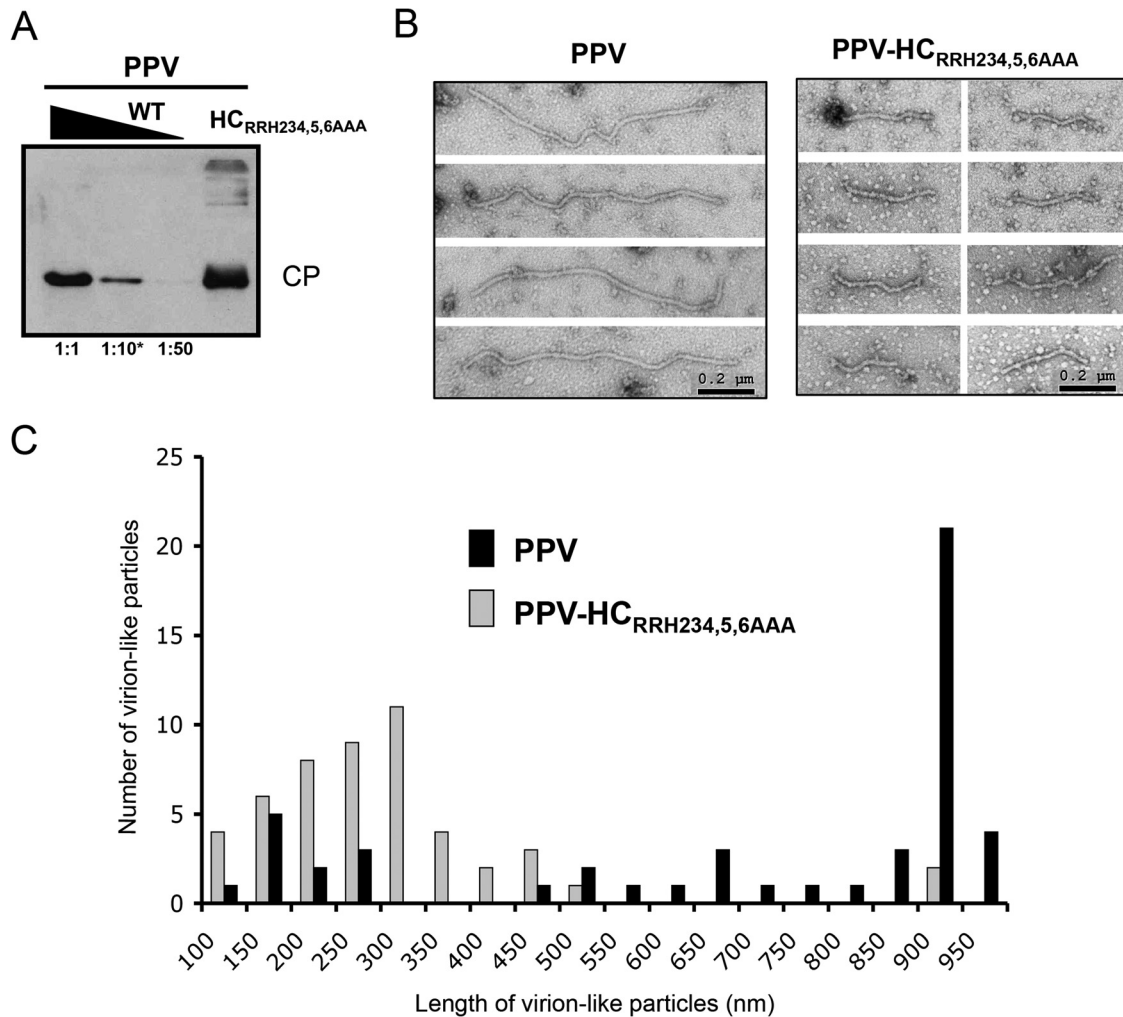 A
PPV
WT
HCRRH234,5,6AAA
CP
1:1 1:10* 1:50
B
PPV
PPV-HCRRH234,5,6AAA
0.2 µm
0.2 µm
C
25
20
15
10
5
0
Number of virion-like particles
PPV
PPV-HCRRH234,5,6AAA
100 150 200 250 300 350 400 450 500 550 600 650 700 750 800 850 900 950
Length of virion-like particles (nm)